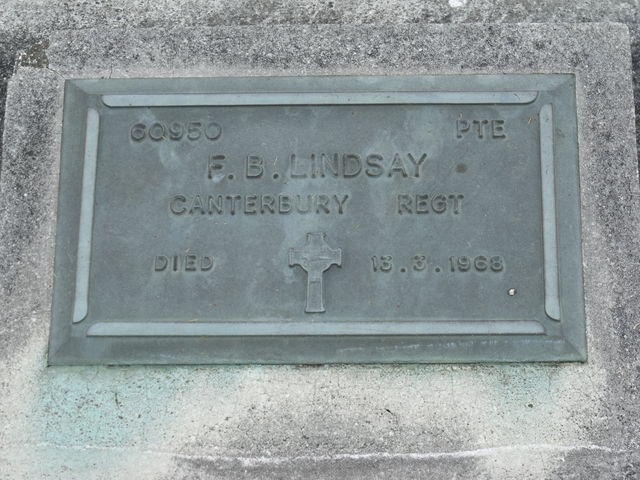 60950 PTE
F. B. LINDSAY
CANTERBURY REGT
DIED 13.3.1968